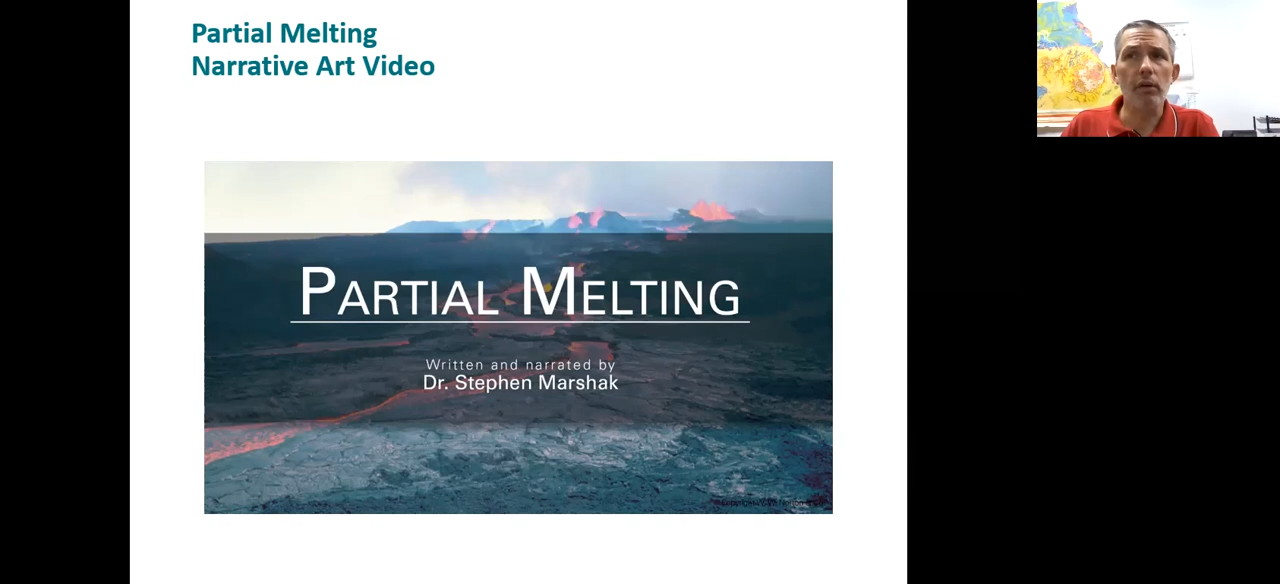 Partial Melting
Narrative Art Video
PARTIAL MELTING
Written and narrated by
Dr. Stephen Marshak